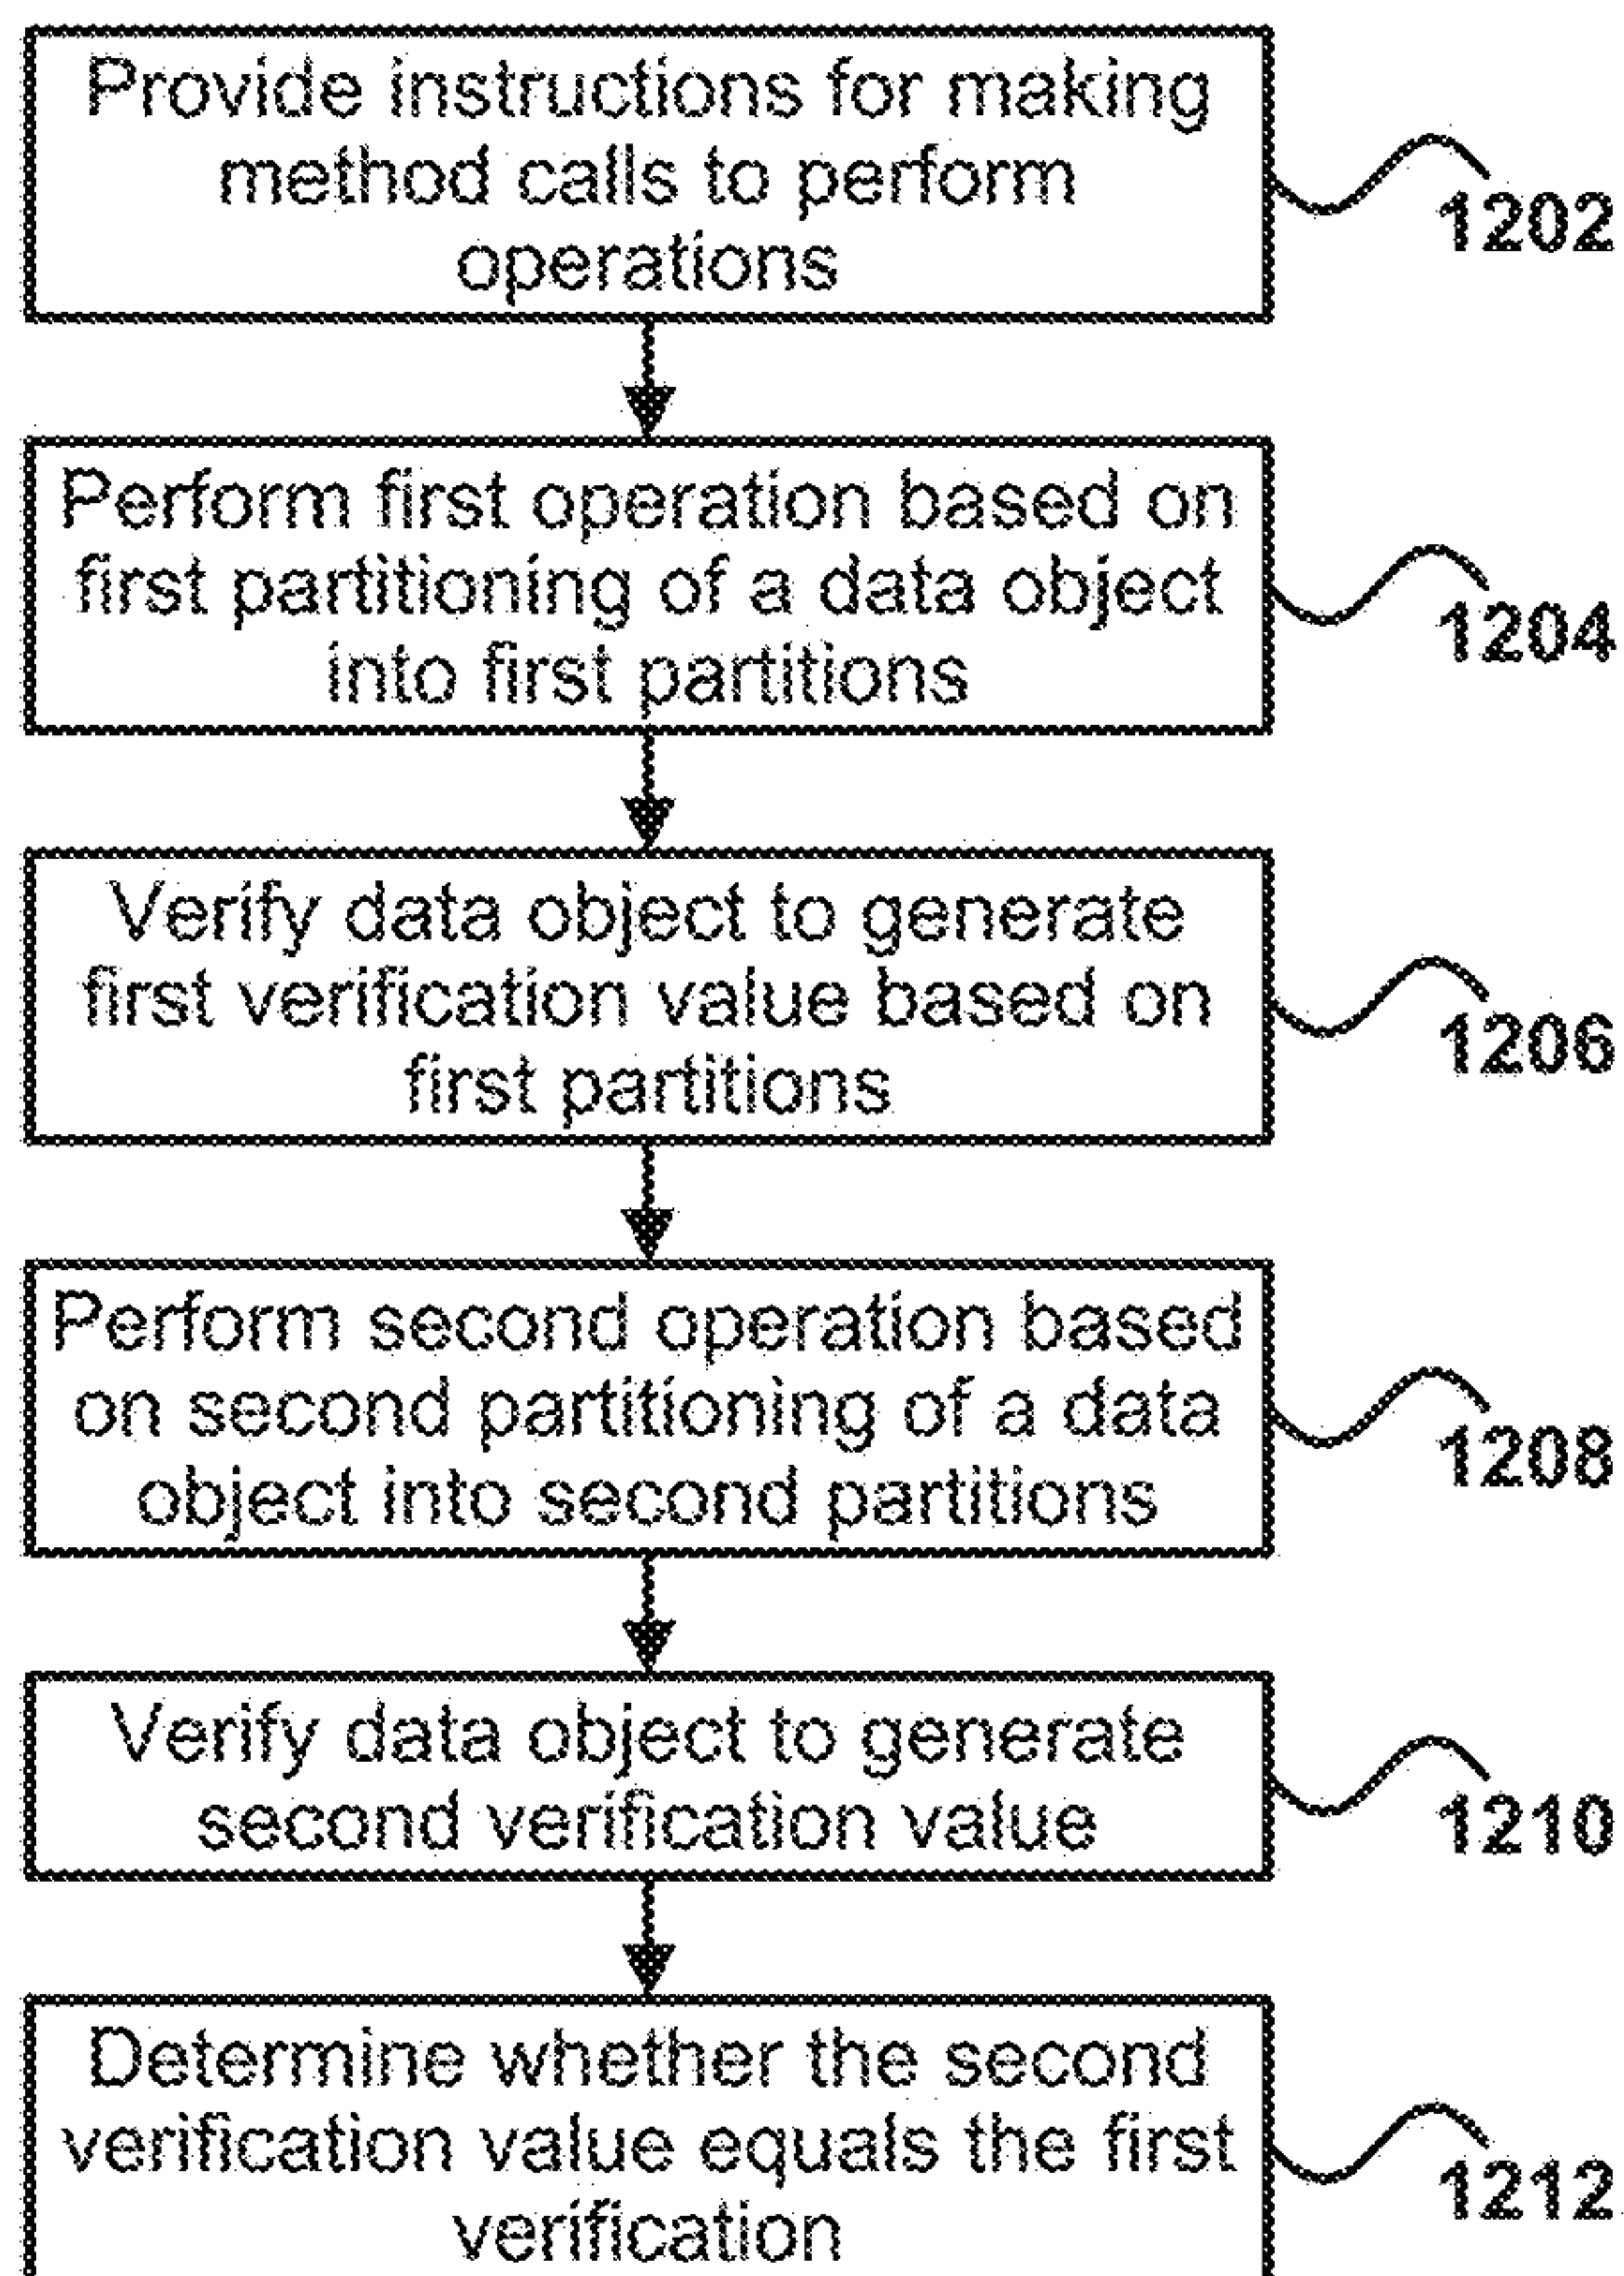 Provide instructions for making
method calls to perform
operations
1202
Perform first operation based on
first partitioning of a data object
into first partitions
1204
Verify data object to generate
first verification value based on
first partitions
1206
Perform second operation based
on second partitioning of a data
object into second partitions
1208
Verify data object to generate
second verification value
1210
Determine whether the second
verification value equals the first
verification
1212